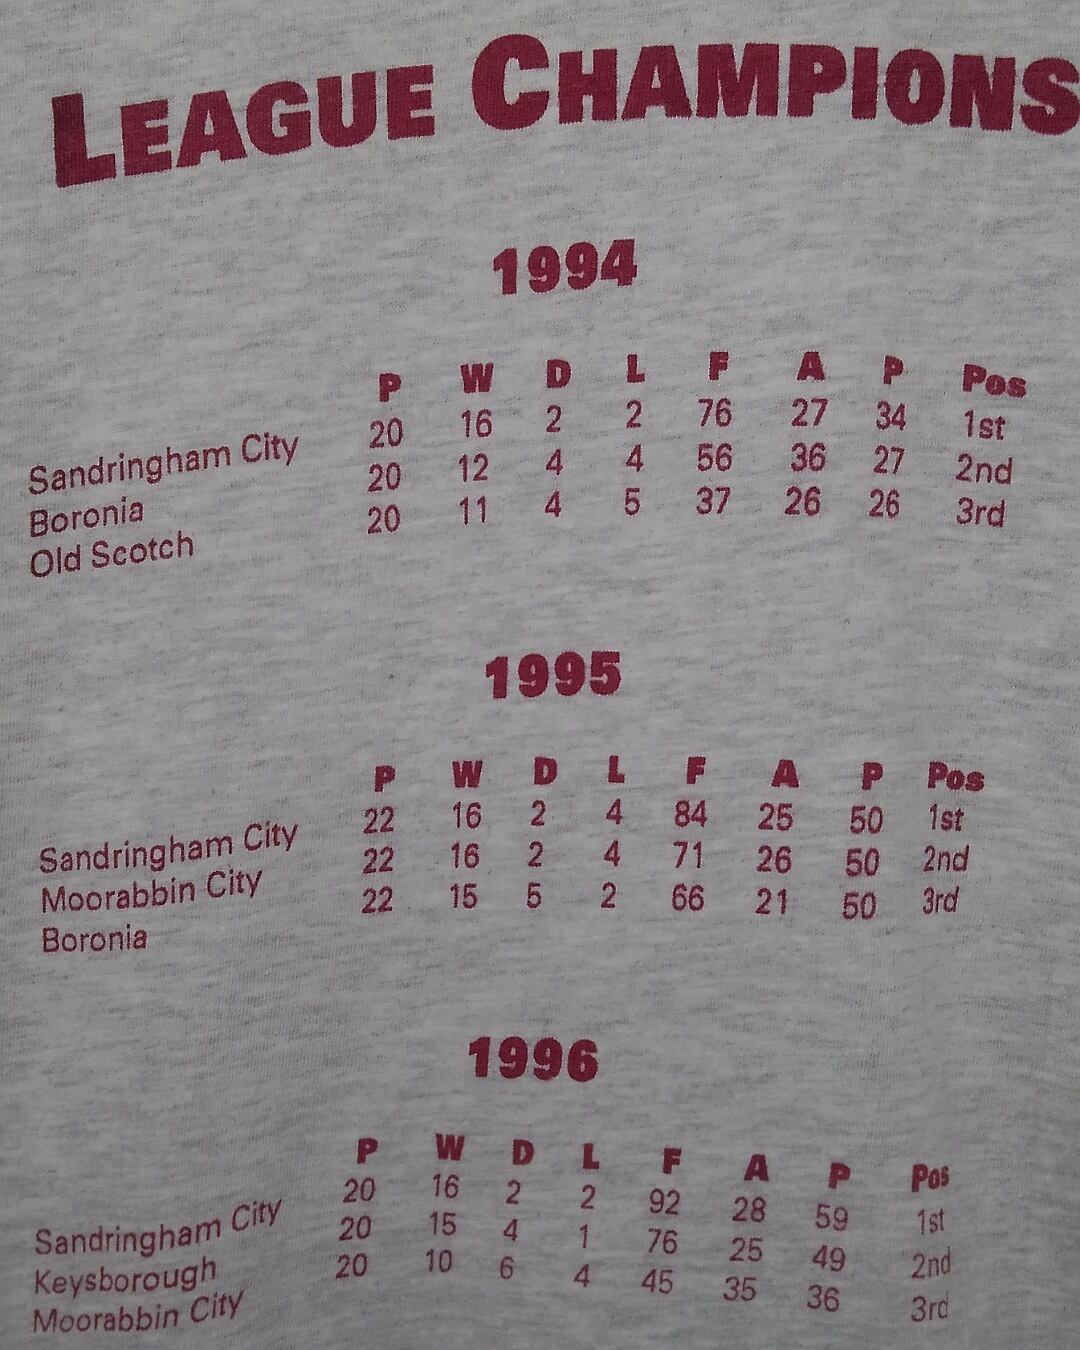 LEAGUE CHAMPIONS
1994
P W D L F A P Pos
Sandringham City 20 16 2 2 76 27 34 1st
Boronia 20 12 4 4 56 36 27 2nd
Old Scotch 20 11 4 5 37 26 26 3rd
1995
P W D L F A P Pos
Sandringham City 22 16 2 4 84 25 50 1st
Moorabbin City 22 16 2 4 71 26 50 2nd
Boronia 22 15 5 2 66 21 50 3rd
1996
P W D L F A P Pos
Sandringham City 20 16 2 2 92 28 59 1st
Keysborough 20 15 4 1 76 25 49 2nd
Moorabbin City 20 10 6 4 45 35 36 3rd